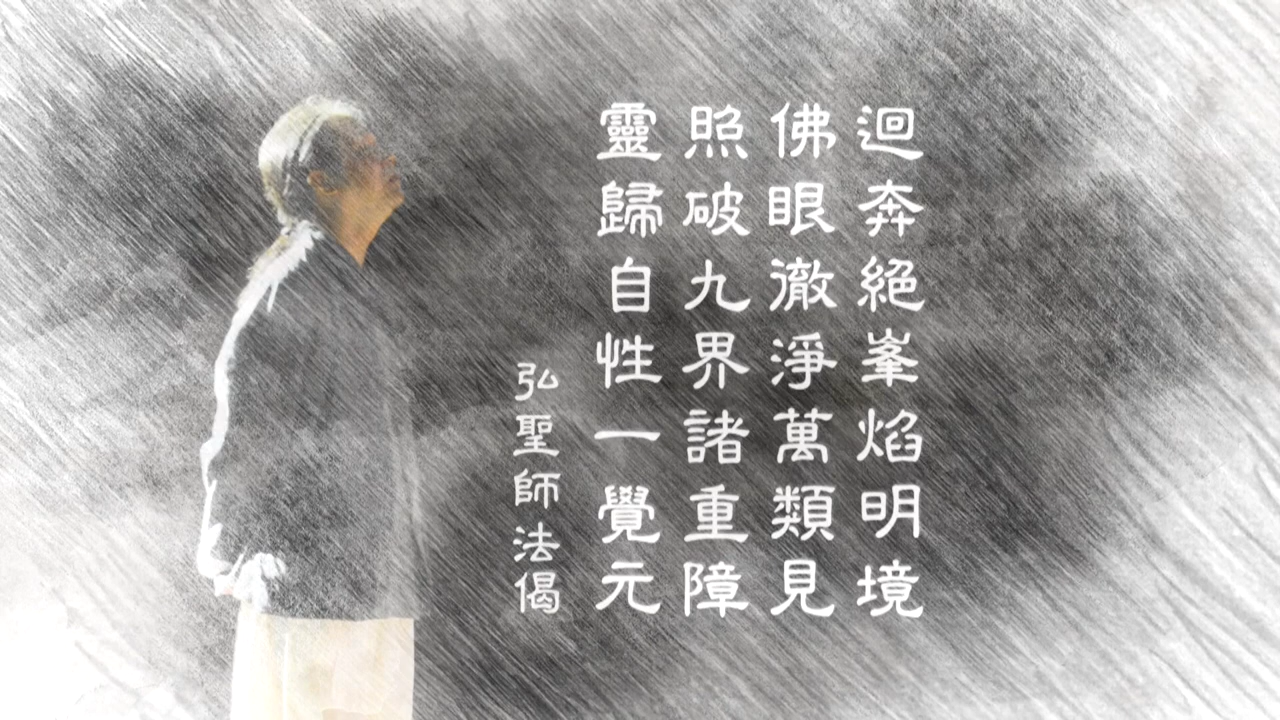 迴奔絕峯焰明境
佛眼徹淨萬類見
照破九界諸重障
靈歸自性一覺元
弘聖師法偈